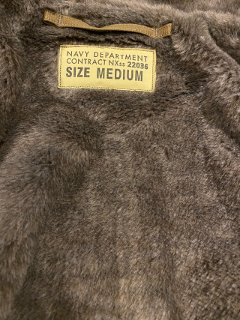 NAVY DEPARTMENT
CONTRACT NXss 22036
SIZE MEDIUM